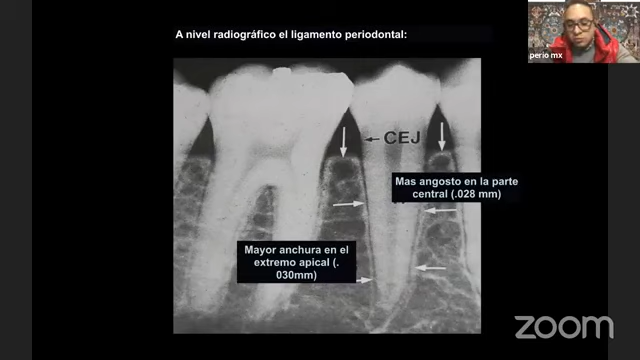 A nivel radiográfico el ligamento periodontal:
perio mx
CEJ
Mas angosto en la parte
central (.028 mm)
Mayor anchura en el
extremo apical (.
030mm)
zoom